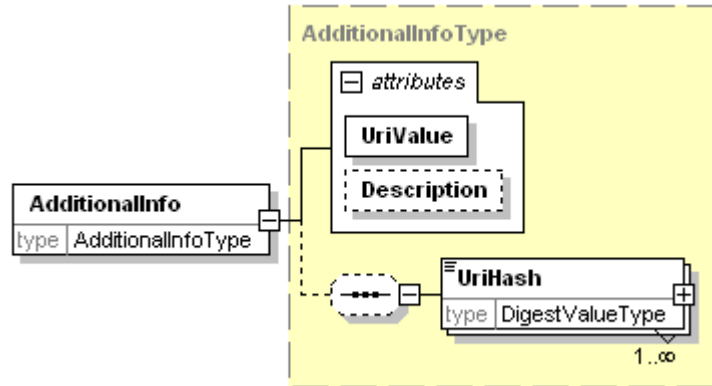 AdditionalInfoType
attributes
UriValue
Description
AdditionalInfo
type AdditionalInfoType
UriHash
type DigestValueType
1..∞